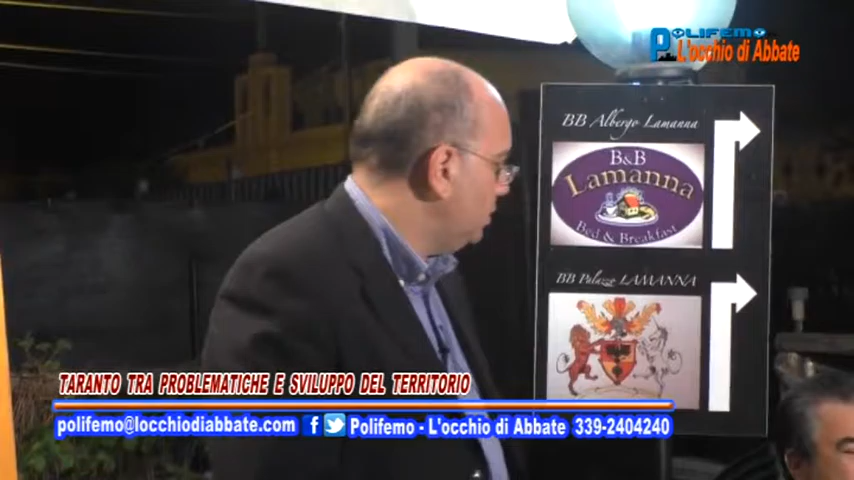 POLIFEMO
L'occhio di Abbate
BB Albergo LAMANNA
B&B
LAMANNA
Bed & Breakfast
BB Palazzo LAMANNA
TARANTO TRA PROBLEMATICHE E SVILUPPO DEL TERRITORIO
polifemo@locchiodiabbate.com f Polifemo - L'occhio di Abbate 339-2404240